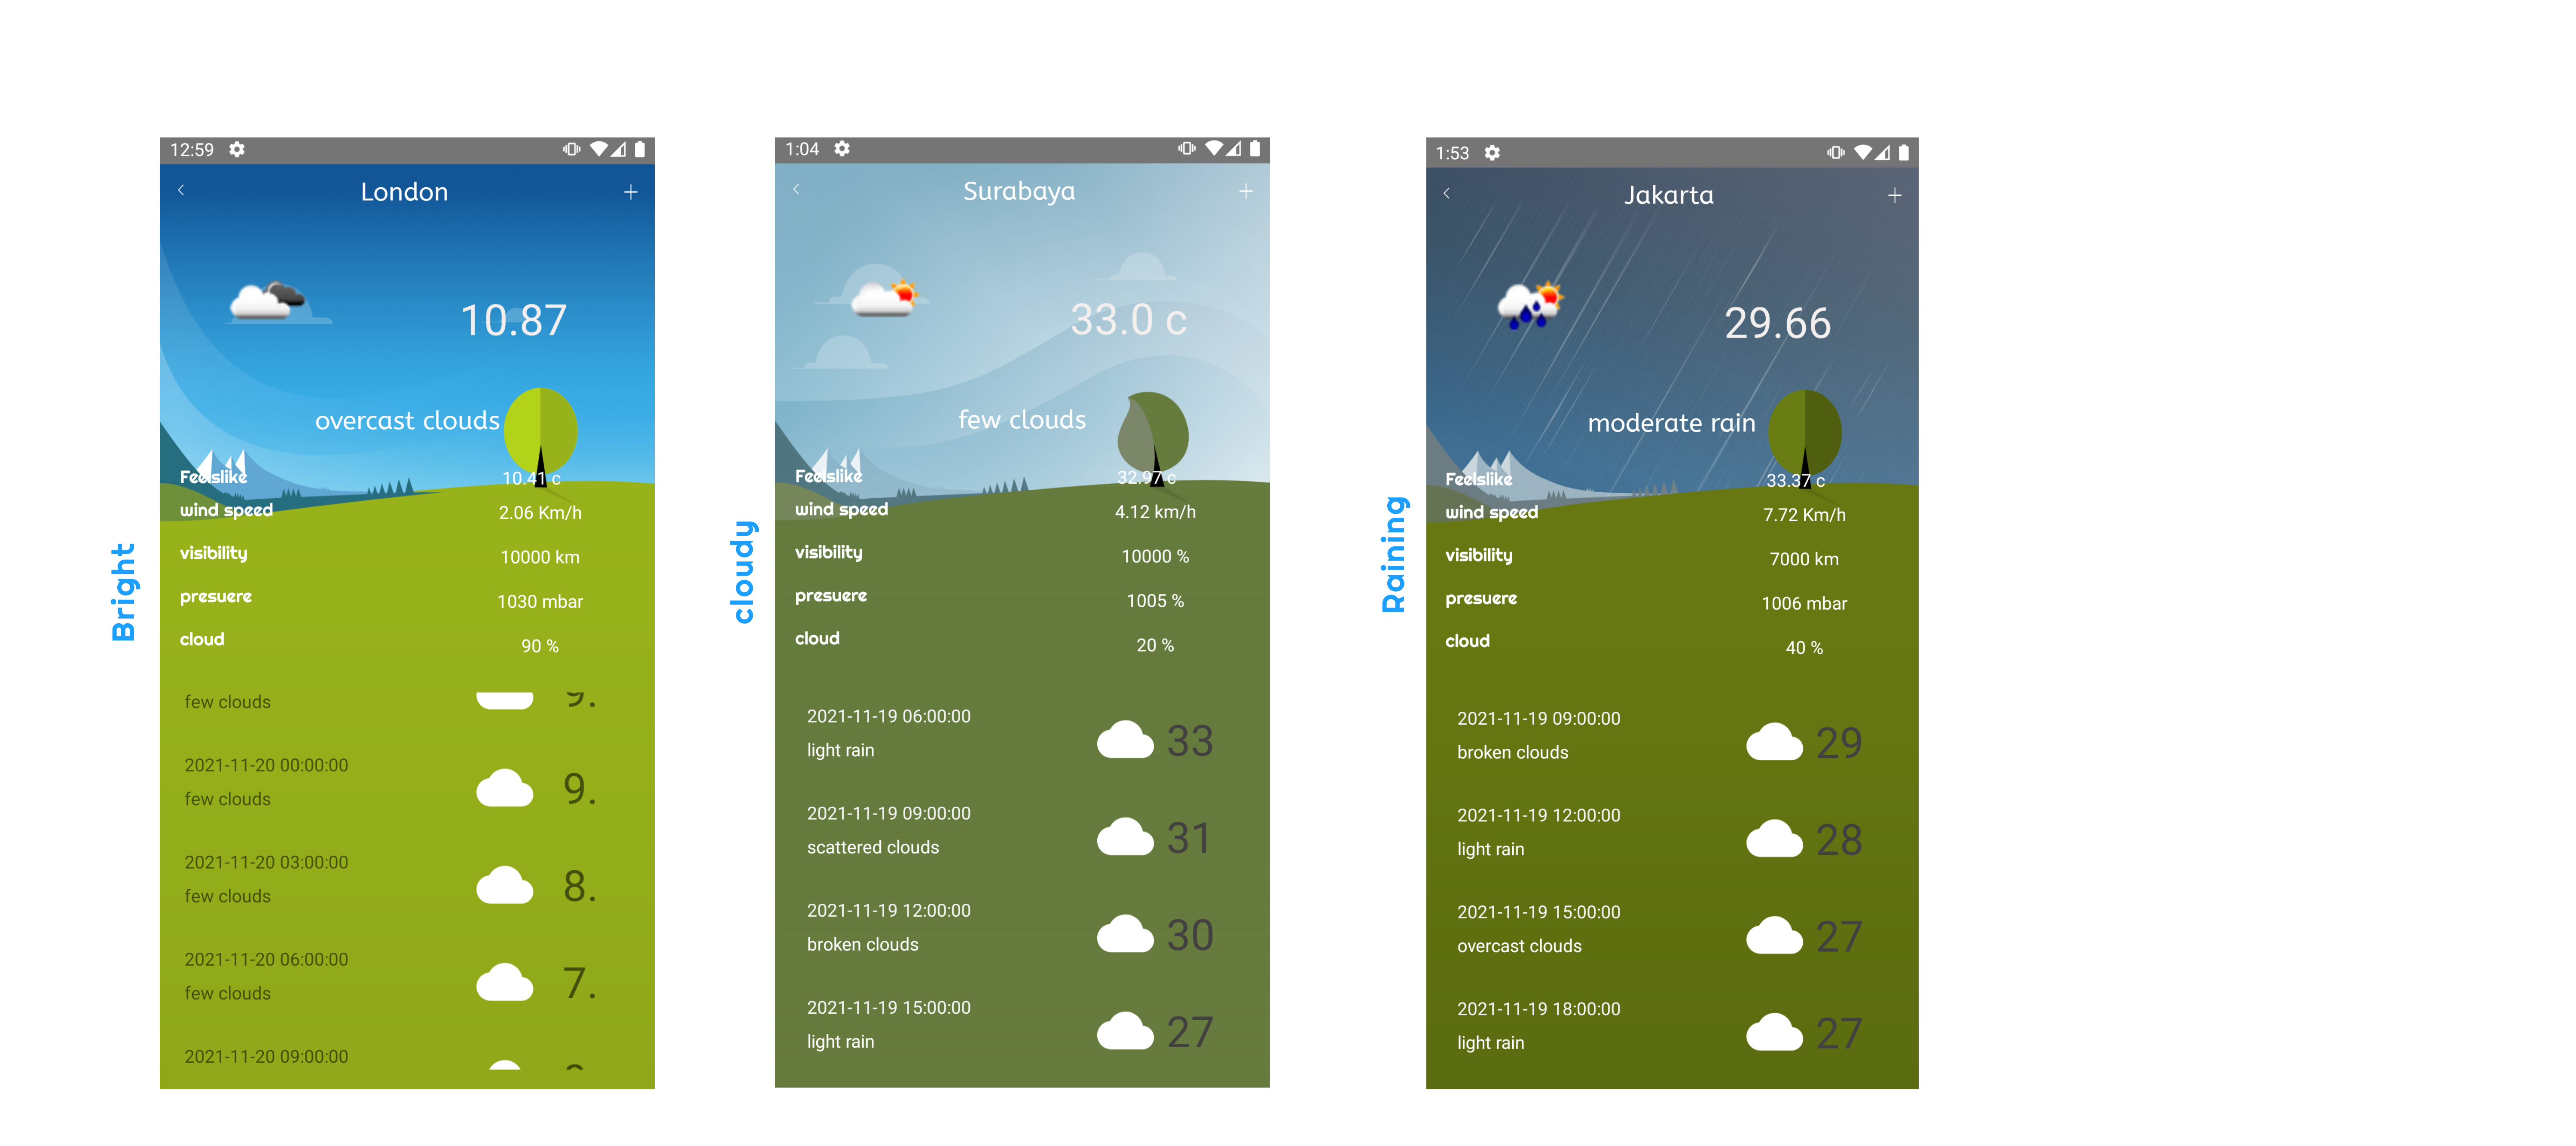 Bright
12:59
London
10.87
overcast clouds
Feelslike 10.41 c
wind speed 2.06 Km/h
visibility 10000 km
presuere 1030 mbar
cloud 90 %
few clouds 9.
2021-11-20 00:00:00
few clouds 9.
2021-11-20 03:00:00
few clouds 8.
2021-11-20 06:00:00
few clouds 7.
2021-11-20 09:00:00
cloudy
1:04
Surabaya
33.0 c
few clouds
Feelslike 32.97 c
wind speed 4.12 km/h
visibility 10000 %
presuere 1005 %
cloud 20 %
2021-11-19 06:00:00
light rain 33
2021-11-19 09:00:00
scattered clouds 31
2021-11-19 12:00:00
broken clouds 30
2021-11-19 15:00:00
light rain 27
Raining
1:53
Jakarta
29.66
moderate rain
Feelslike 33.37 c
wind speed 7.72 Km/h
visibility 7000 km
presuere 1006 mbar
cloud 40 %
2021-11-19 09:00:00
broken clouds 29
2021-11-19 12:00:00
light rain 28
2021-11-19 15:00:00
overcast clouds 27
2021-11-19 18:00:00
light rain 27